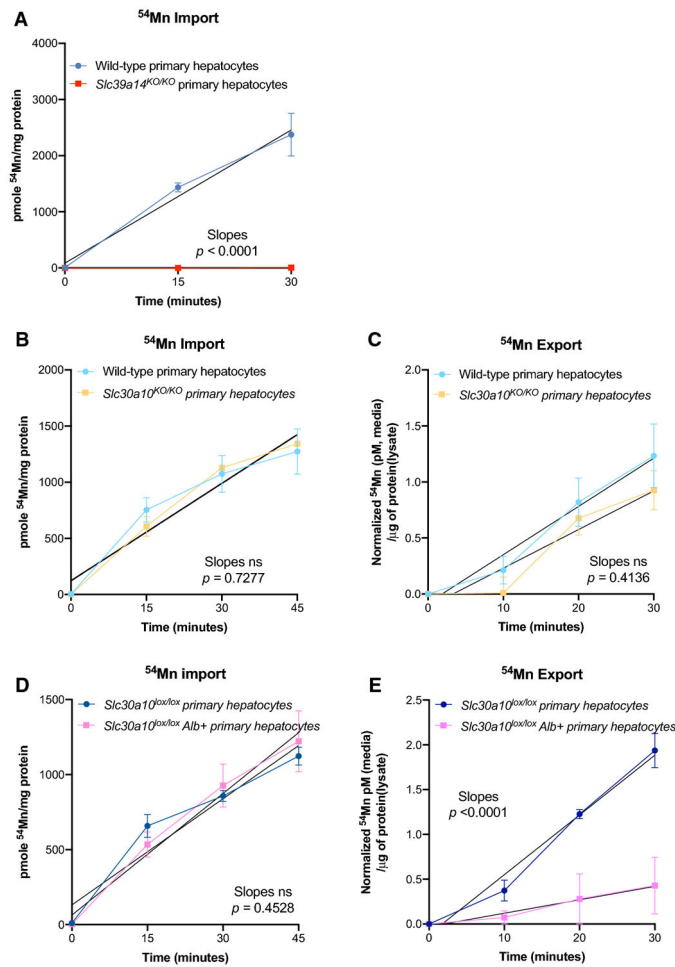 A
⁵⁴Mn Import
4000
3000
2000
1000
0
pmole ⁵⁴Mn/mg protein
Wild-type primary hepatocytes
Slc39a14ᴷᴼ/ᴷᴼ primary hepatocytes
Slopes
p < 0.0001
0 15 30
Time (minutes)
B
⁵⁴Mn Import
2000
1500
1000
500
0
pmole ⁵⁴Mn/mg protein
Wild-type primary hepatocytes
Slc30a10ᴷᴼ/ᴷᴼ primary hepatocytes
Slopes ns
p = 0.7277
0 15 30 45
Time (minutes)
C
⁵⁴Mn Export
2.0
1.5
1.0
0.5
0.0
Normalized ⁵⁴Mn (pM, media)
/µg of protein(lysate)
Wild-type primary hepatocytes
Slc30a10ᴷᴼ/ᴷᴼ primary hepatocytes
Slopes ns
p = 0.4136
0 10 20 30
Time (minutes)
D
⁵⁴Mn import
1500
1000
500
0
pmole ⁵⁴Mn/mg protein
Slc30a10ˡᵒˣ/ˡᵒˣ primary hepatocytes
Slc30a10ˡᵒˣ/ˡᵒˣ Alb+ primary hepatocytes
Slopes ns
p = 0.4528
0 15 30 45
Time (minutes)
E
⁵⁴Mn Export
2.5
2.0
1.5
1.0
0.5
0.0
Normalized ⁵⁴Mn pM (media)
/µg of protein(lysate)
Slc30a10ˡᵒˣ/ˡᵒˣ primary hepatocytes
Slc30a10ˡᵒˣ/ˡᵒˣ Alb+ primary hepatocytes
Slopes
p <0.0001
0 10 20 30
Time (minutes)